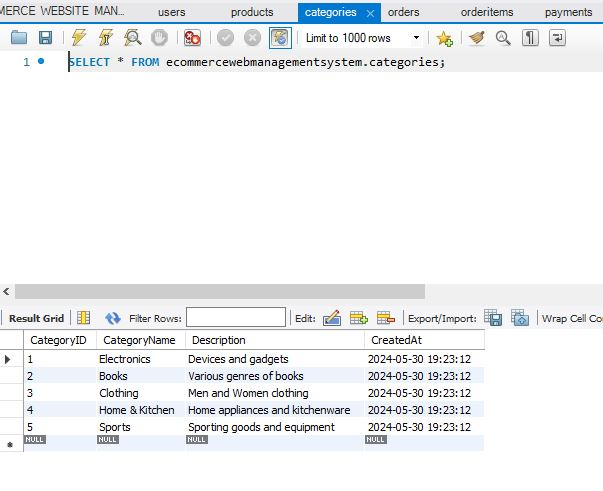 MERCE WEBSITE MAN... users products categories orders orderitems payments
Limit to 1000 rows
1 SELECT * FROM ecommercewebmanagementsystem.categories;
Result Grid Filter Rows: Edit: Export/Import: Wrap Cell Co
CategoryID CategoryName Description CreatedAt
1 Electronics Devices and gadgets 2024-05-30 19:23:12
2 Books Various genres of books 2024-05-30 19:23:12
3 Clothing Men and Women clothing 2024-05-30 19:23:12
4 Home & Kitchen Home appliances and kitchenware 2024-05-30 19:23:12
5 Sports Sporting goods and equipment 2024-05-30 19:23:12
NULL NULL NULL NULL